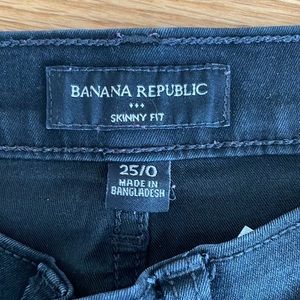 BANANA REPUBLIC
SKINNY FIT
25/0
MADE IN
BANGLADESH